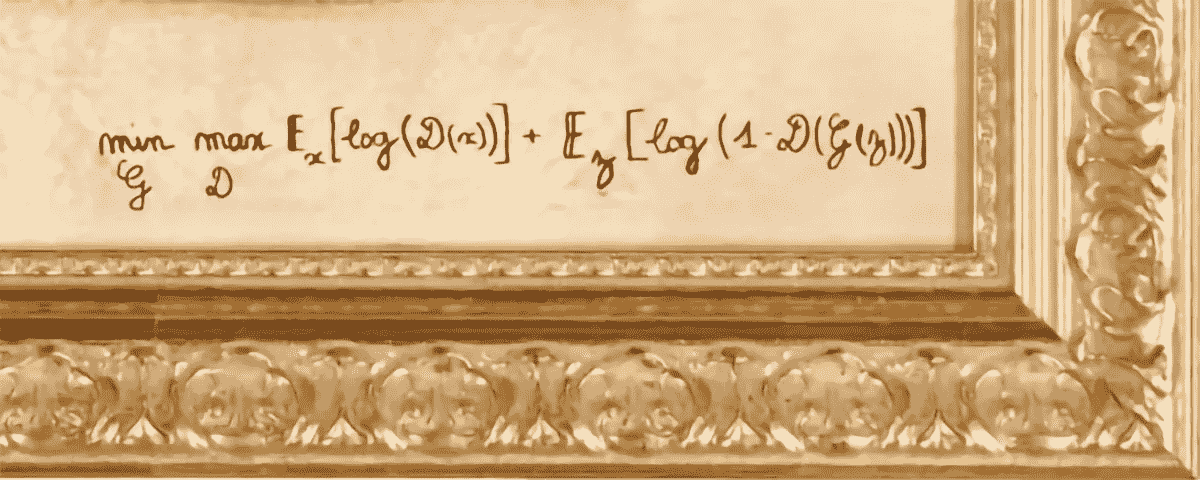 min max 𝔼x[log(D(x))] + 𝔼z[log(1-D(G(z)))]
G D